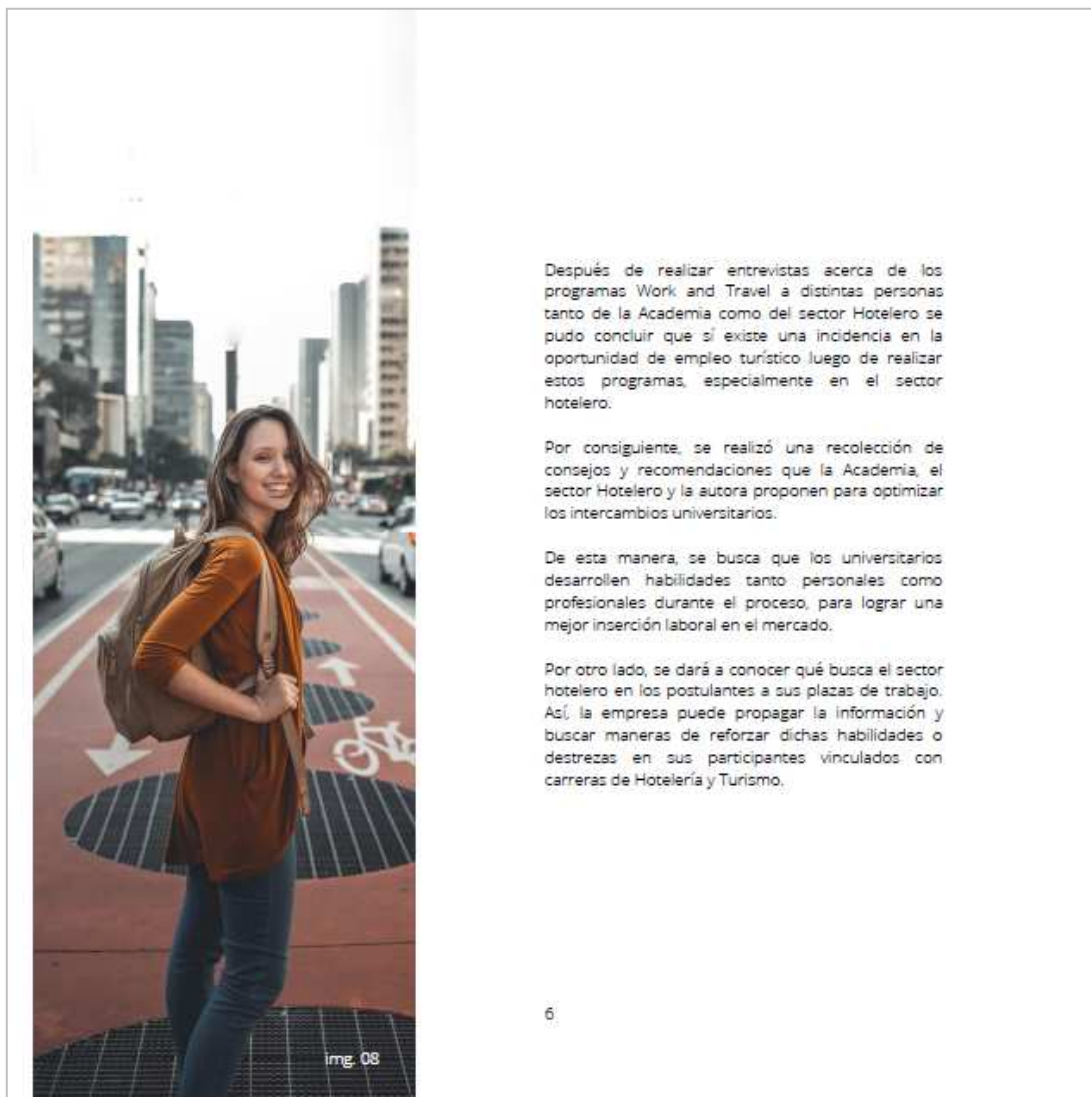 Después de realizar entrevistas acerca de los
programas Work and Travel a distintas personas
tanto de la Academia como del sector Hotelero se
pudo concluir que sí existe una incidencia en la
oportunidad de empleo turístico luego de realizar
estos programas, especialmente en el sector
hotelero.
Por consiguiente, se realizó una recolección de
consejos y recomendaciones que la Academia, el
sector Hotelero y la autora proponen para optimizar
los intercambios universitarios.
De esta manera, se busca que los universitarios
desarrollen habilidades tanto personales como
profesionales durante el proceso, para lograr una
mejor inserción laboral en el mercado.
Por otro lado, se dará a conocer qué busca el sector
hotelero en los postulantes a sus plazas de trabajo.
Así, la empresa puede propagar la información y
buscar maneras de reforzar dichas habilidades o
destrezas en sus participantes vinculados con
carreras de Hotelería y Turismo.
6
img. 08